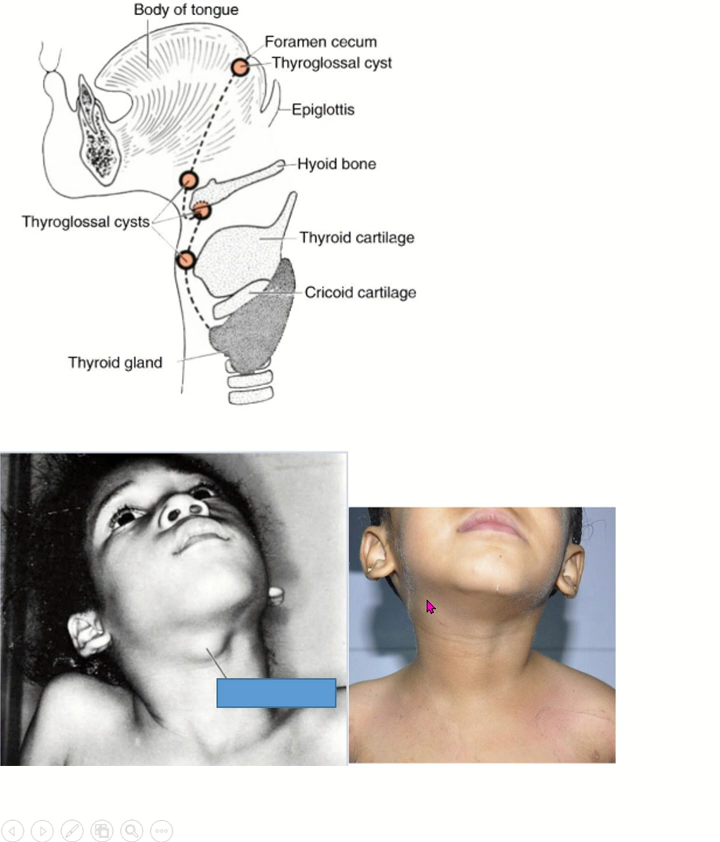 Body of tongue
Foramen cecum
Thyroglossal cyst
Epiglottis
Hyoid bone
Thyroglossal cysts
Thyroid cartilage
Cricoid cartilage
Thyroid gland